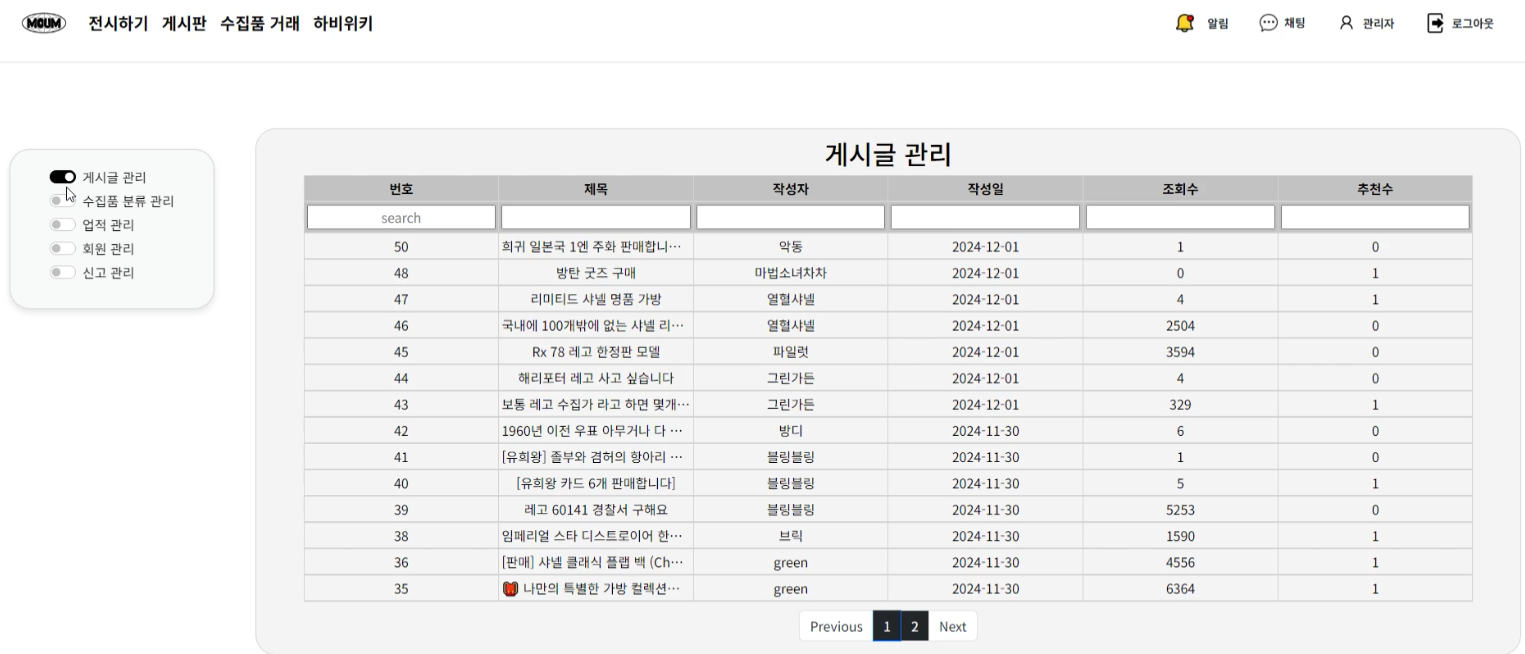 MOUM 전시하기 게시판 수집품 거래 하비위키 알림 채팅 관리자 로그아웃
게시글 관리
수집품 분류 관리
업적 관리
회원 관리
신고 관리
게시글 관리
번호 제목 작성자 작성일 조회수 추천수
search
50 희귀 일본국 1엔 주화 판매합니··· 악동 2024-12-01 1 0
48 방탄 굿즈 구매 마법소녀차차 2024-12-01 0 1
47 리미티드 샤넬 명품 가방 열혈샤넬 2024-12-01 4 1
46 국내에 100개밖에 없는 샤넬 리··· 열혈샤넬 2024-12-01 2504 0
45 Rx 78 레고 한정판 모델 파일럿 2024-12-01 3594 0
44 해리포터 레고 사고 싶습니다 그린가든 2024-12-01 4 0
43 보통 레고 수집가 라고 하면 몇개··· 그린가든 2024-12-01 329 1
42 1960년 이전 우표 아무거나 다 ··· 방디 2024-11-30 6 0
41 [유희왕] 졸부와 겸허의 항아리 ··· 블링블링 2024-11-30 1 0
40 [유희왕 카드 6개 판매합니다] 블링블링 2024-11-30 5 1
39 레고 60141 경찰서 구해요 블링블링 2024-11-30 5253 0
38 임페리얼 스타 디스트로이어 한··· 브릭 2024-11-30 1590 1
36 [판매] 샤넬 클래식 플랩 백 (Ch··· green 2024-11-30 4556 1
35 나만의 특별한 가방 컬렉션··· green 2024-11-30 6364 1
Previous 1 2 Next